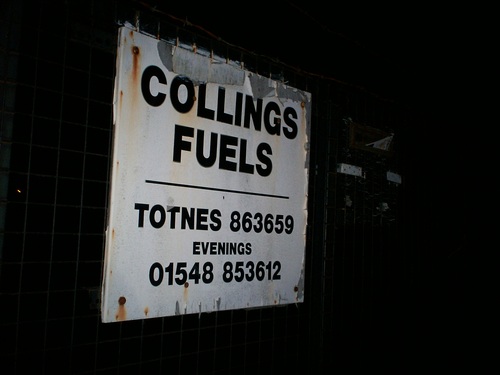 COLLINGS
FUELS
TOTNES 863659
EVENINGS
01548 853612